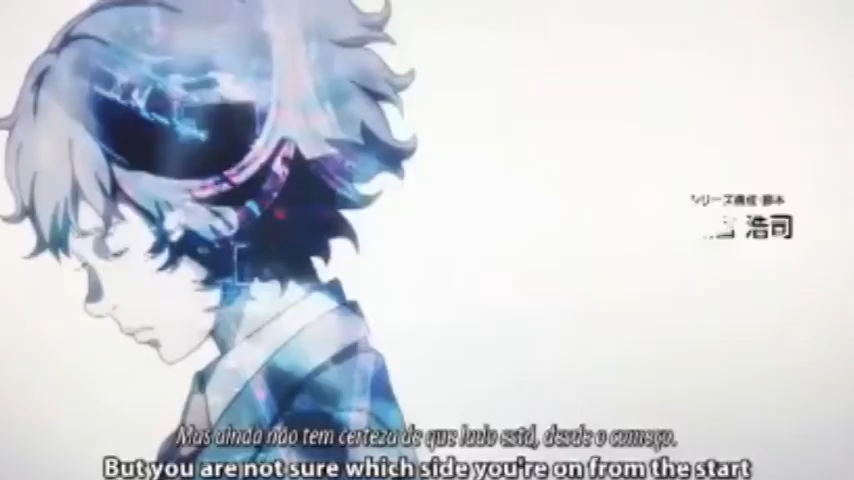 シリーズ構成・脚本
浩司
Mas ainda não tem certeza de que lado está, desde o começo.
But you are not sure which side you're on from the start